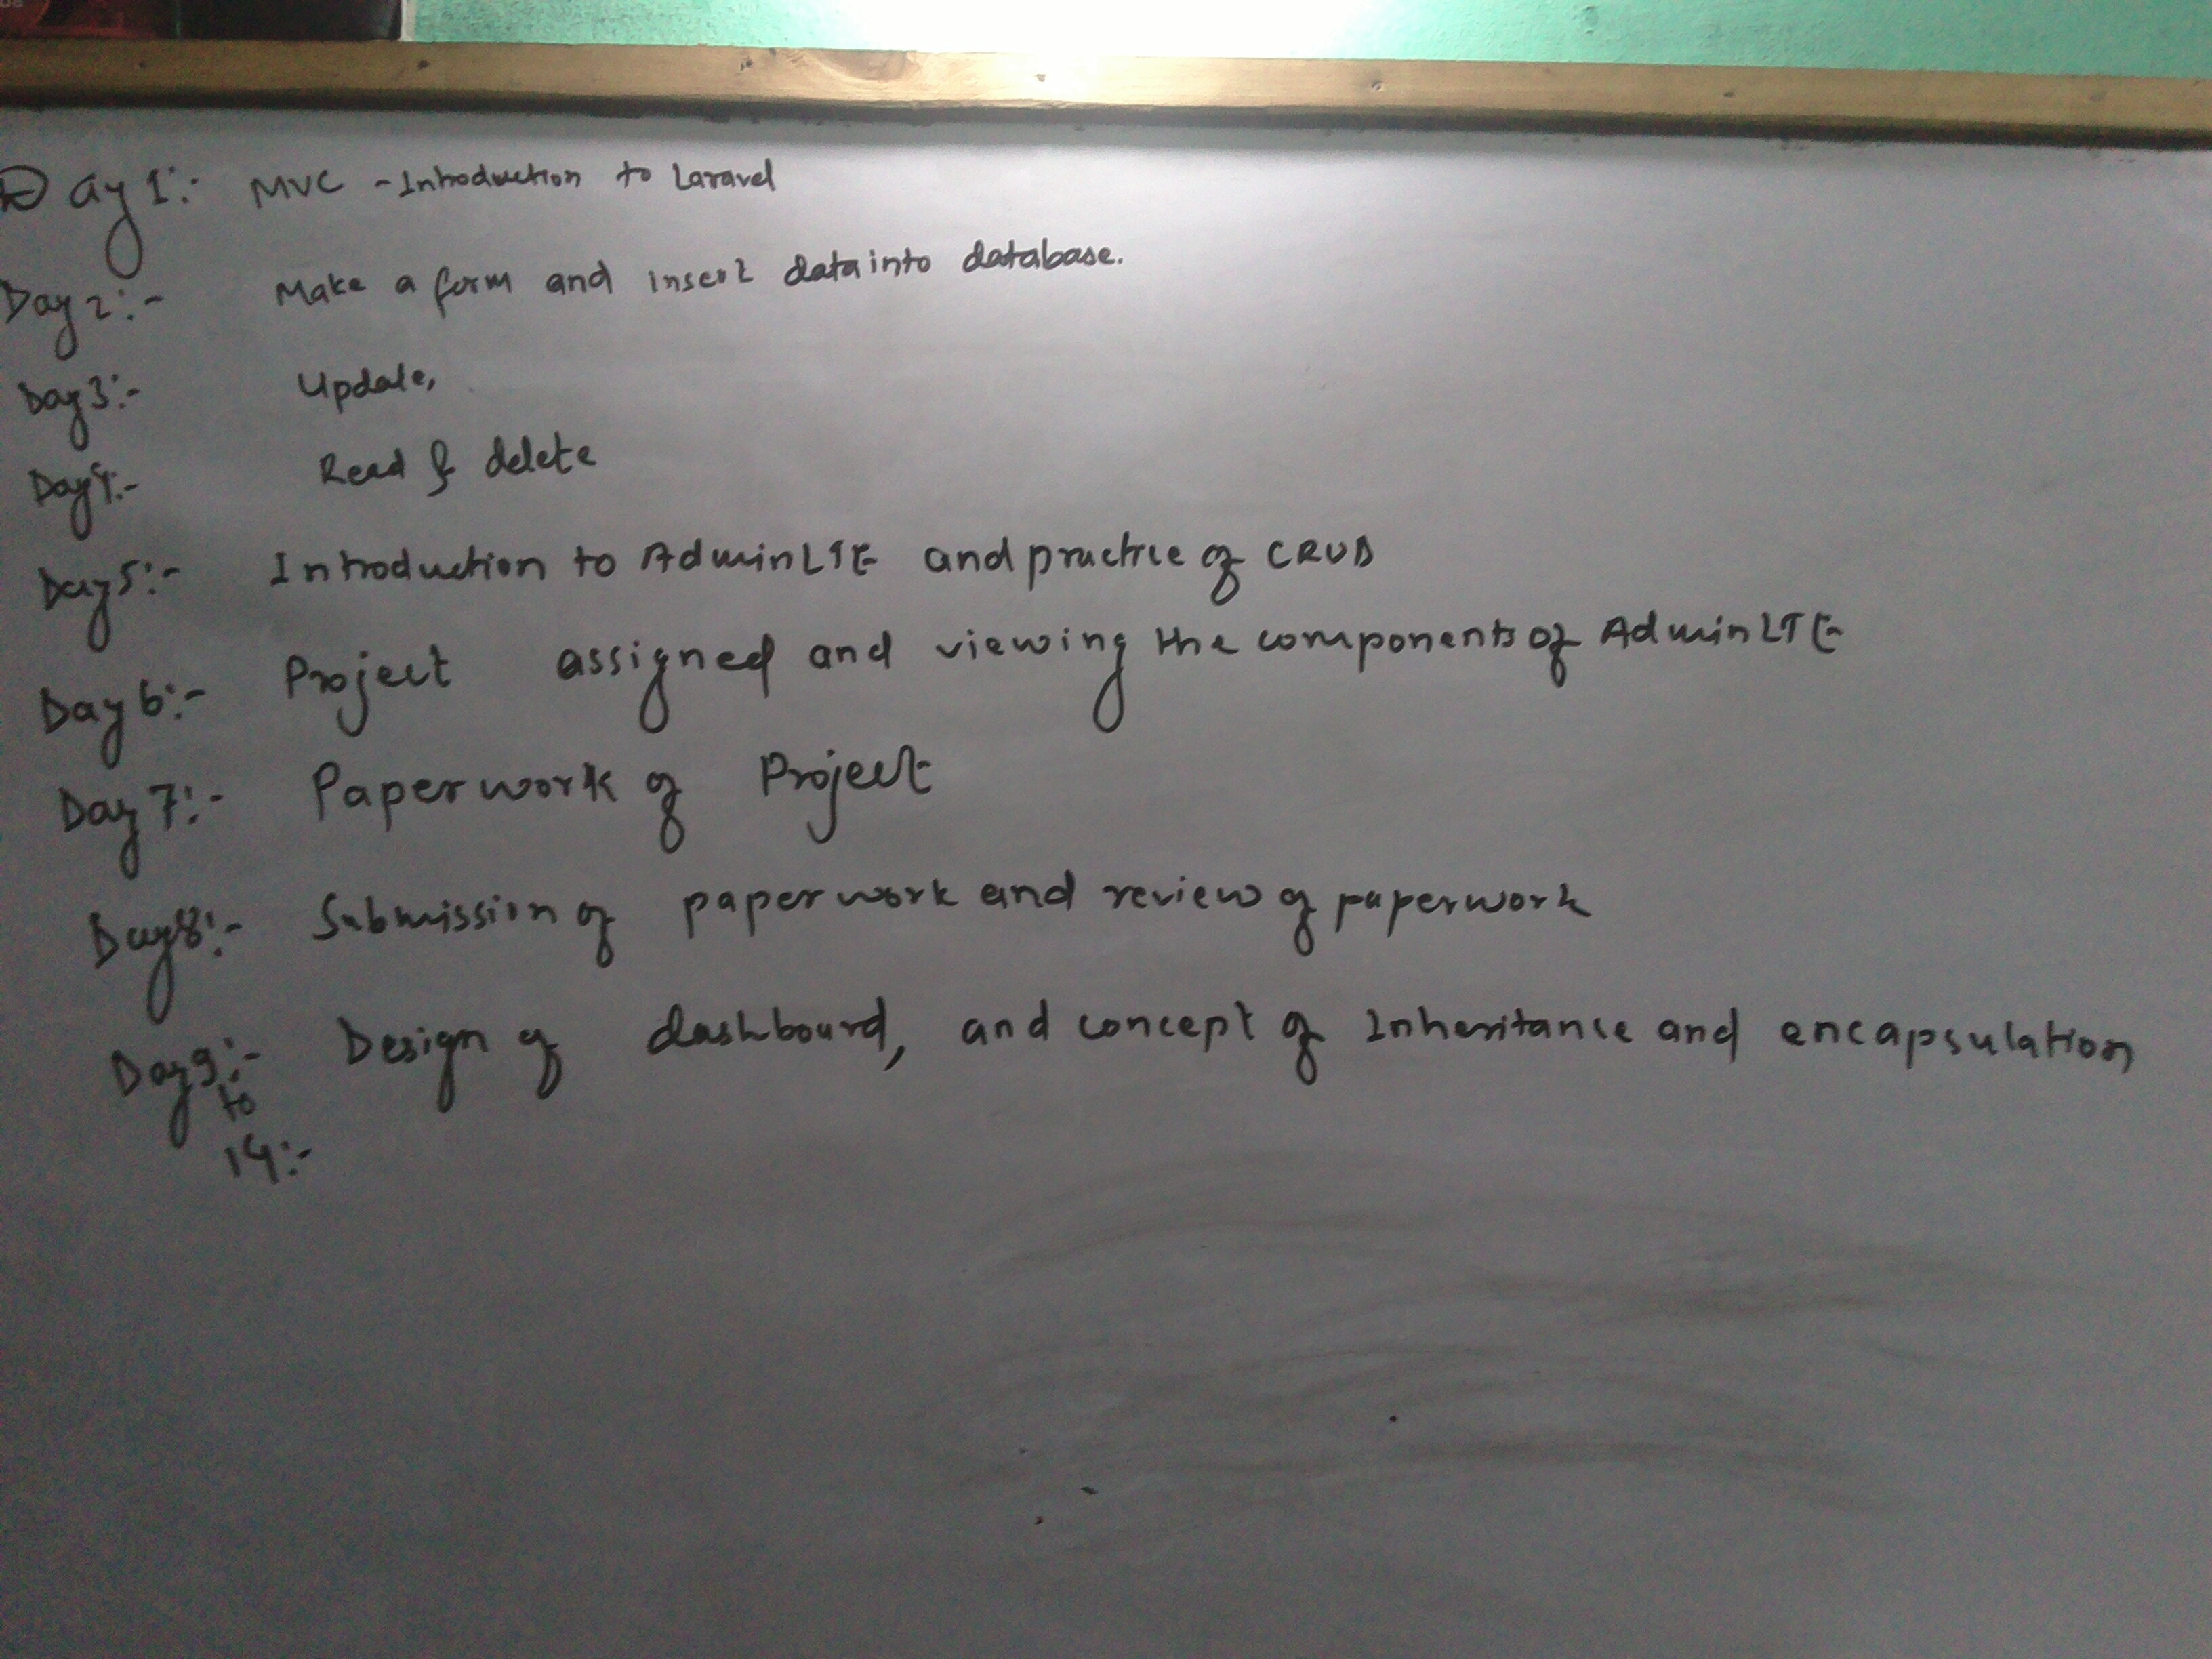 Day 1:- MVC - Introduction to Laravel
Day 2:- Make a form and insert data into database.
Day 3:- Update,
Day 4:- Read & delete
Day 5:- Introduction to AdminLTE and practice of CRUD
Day 6:- Project assigned and viewing the components of AdminLTE
Day 7:- Paperwork of Project
Day 8:- Submission of paperwork and review of paperwork
Day 9:- Design of dashboard, and concept of Inheritance and encapsulation
to
14:-